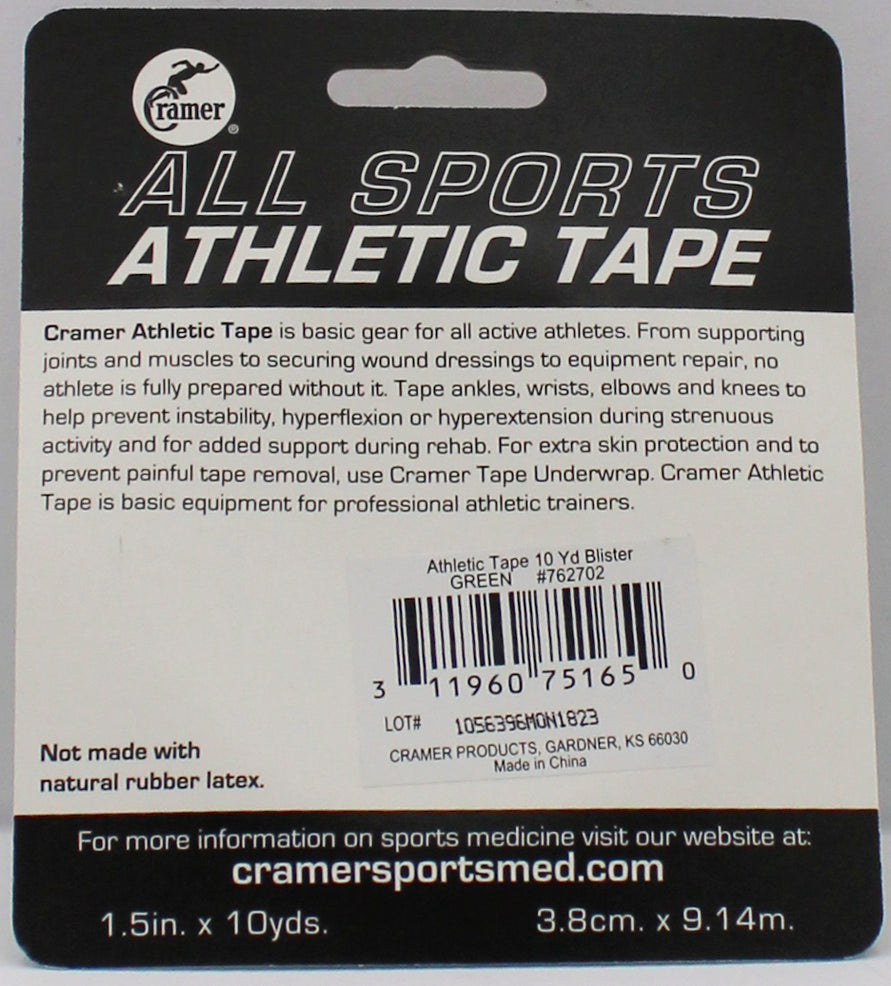 Cramer®
ALL SPORTS
ATHLETIC TAPE
Cramer Athletic Tape is basic gear for all active athletes. From supporting
joints and muscles to securing wound dressings to equipment repair, no
athlete is fully prepared without it. Tape ankles, wrists, elbows and knees to
help prevent instability, hyperflexion or hyperextension during strenuous
activity and for added support during rehab. For extra skin protection and to
prevent painful tape removal, use Cramer Tape Underwrap. Cramer Athletic
Tape is basic equipment for professional athletic trainers.
Athletic Tape 10 Yd Blister
GREEN #762702
3 11960 75165 0
LOT# 1056396MON1823
CRAMER PRODUCTS, GARDNER, KS 66030
Made in China
Not made with
natural rubber latex.
For more information on sports medicine visit our website at:
cramersportsmed.com
1.5in. x 10yds. 3.8cm. x 9.14m.